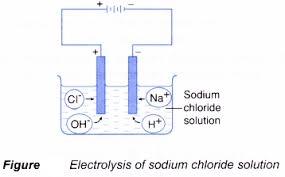 + −
+ −
Cl⁻ Na⁺ Sodium
chloride
OH⁻ H⁺ solution
Figure Electrolysis of sodium chloride solution